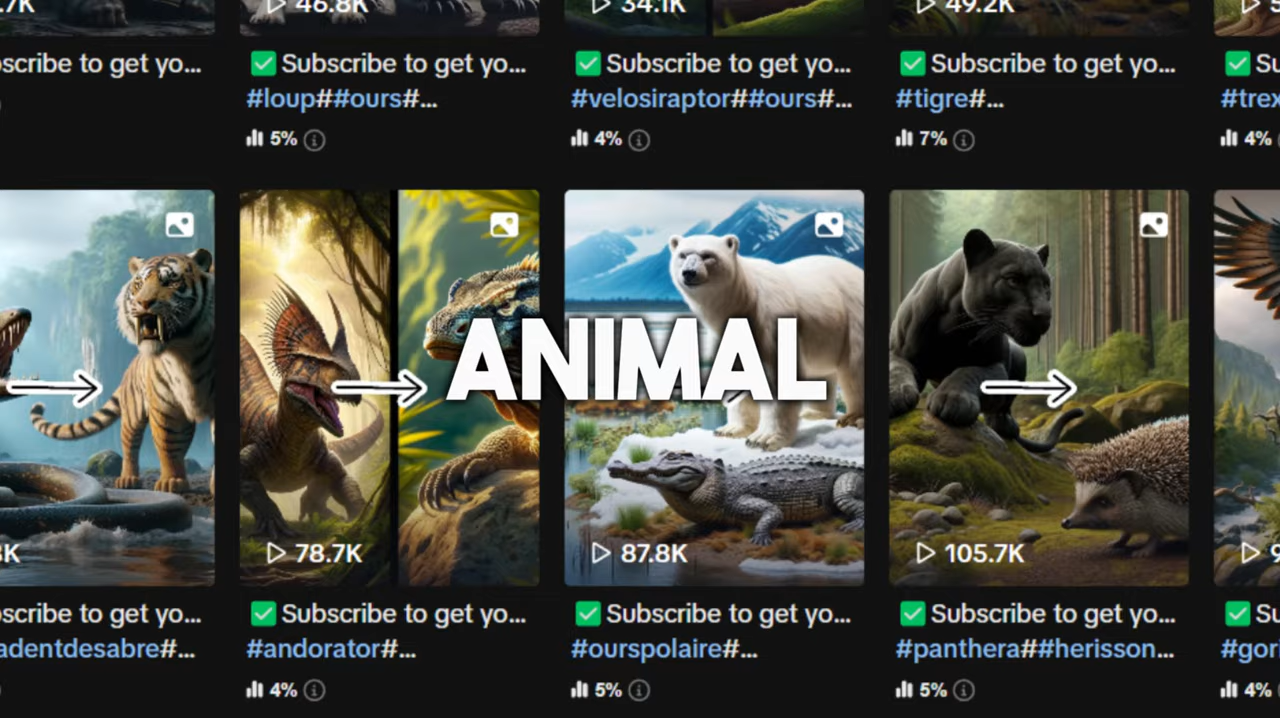 46.8K
34.1K
49.2K
scribe to get yo...
✅ Subscribe to get yo...
✅ Subscribe to get yo...
✅ Subscribe to get yo...
#loup##ours#...
#velosiraptor##ours#...
#tigre#...
#trex
5%
4%
7%
4%
ANIMAL
78.7K
87.8K
105.7K
scribe to get yo...
✅ Subscribe to get yo...
✅ Subscribe to get yo...
✅ Subscribe to get yo...
adentdesabre#...
#andorator#...
#ourspolaire#...
#panthera##herisson...
#gori
4%
5%
5%
4%